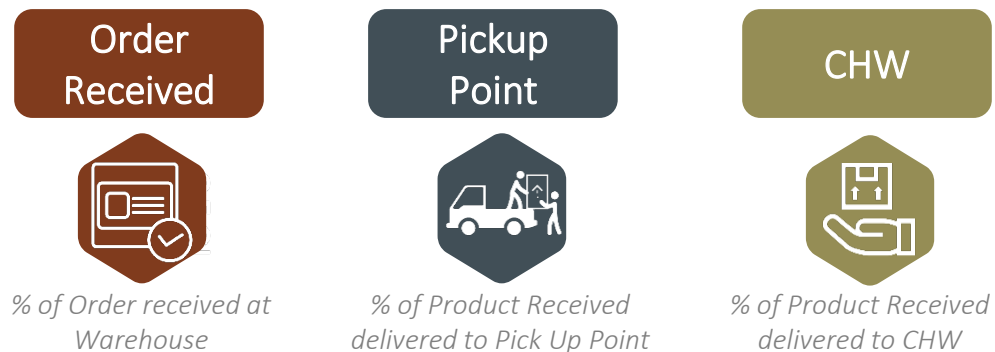 Order
Received
Pickup
Point
CHW
% of Order received at
Warehouse
% of Product Received
delivered to Pick Up Point
% of Product Received
delivered to CHW